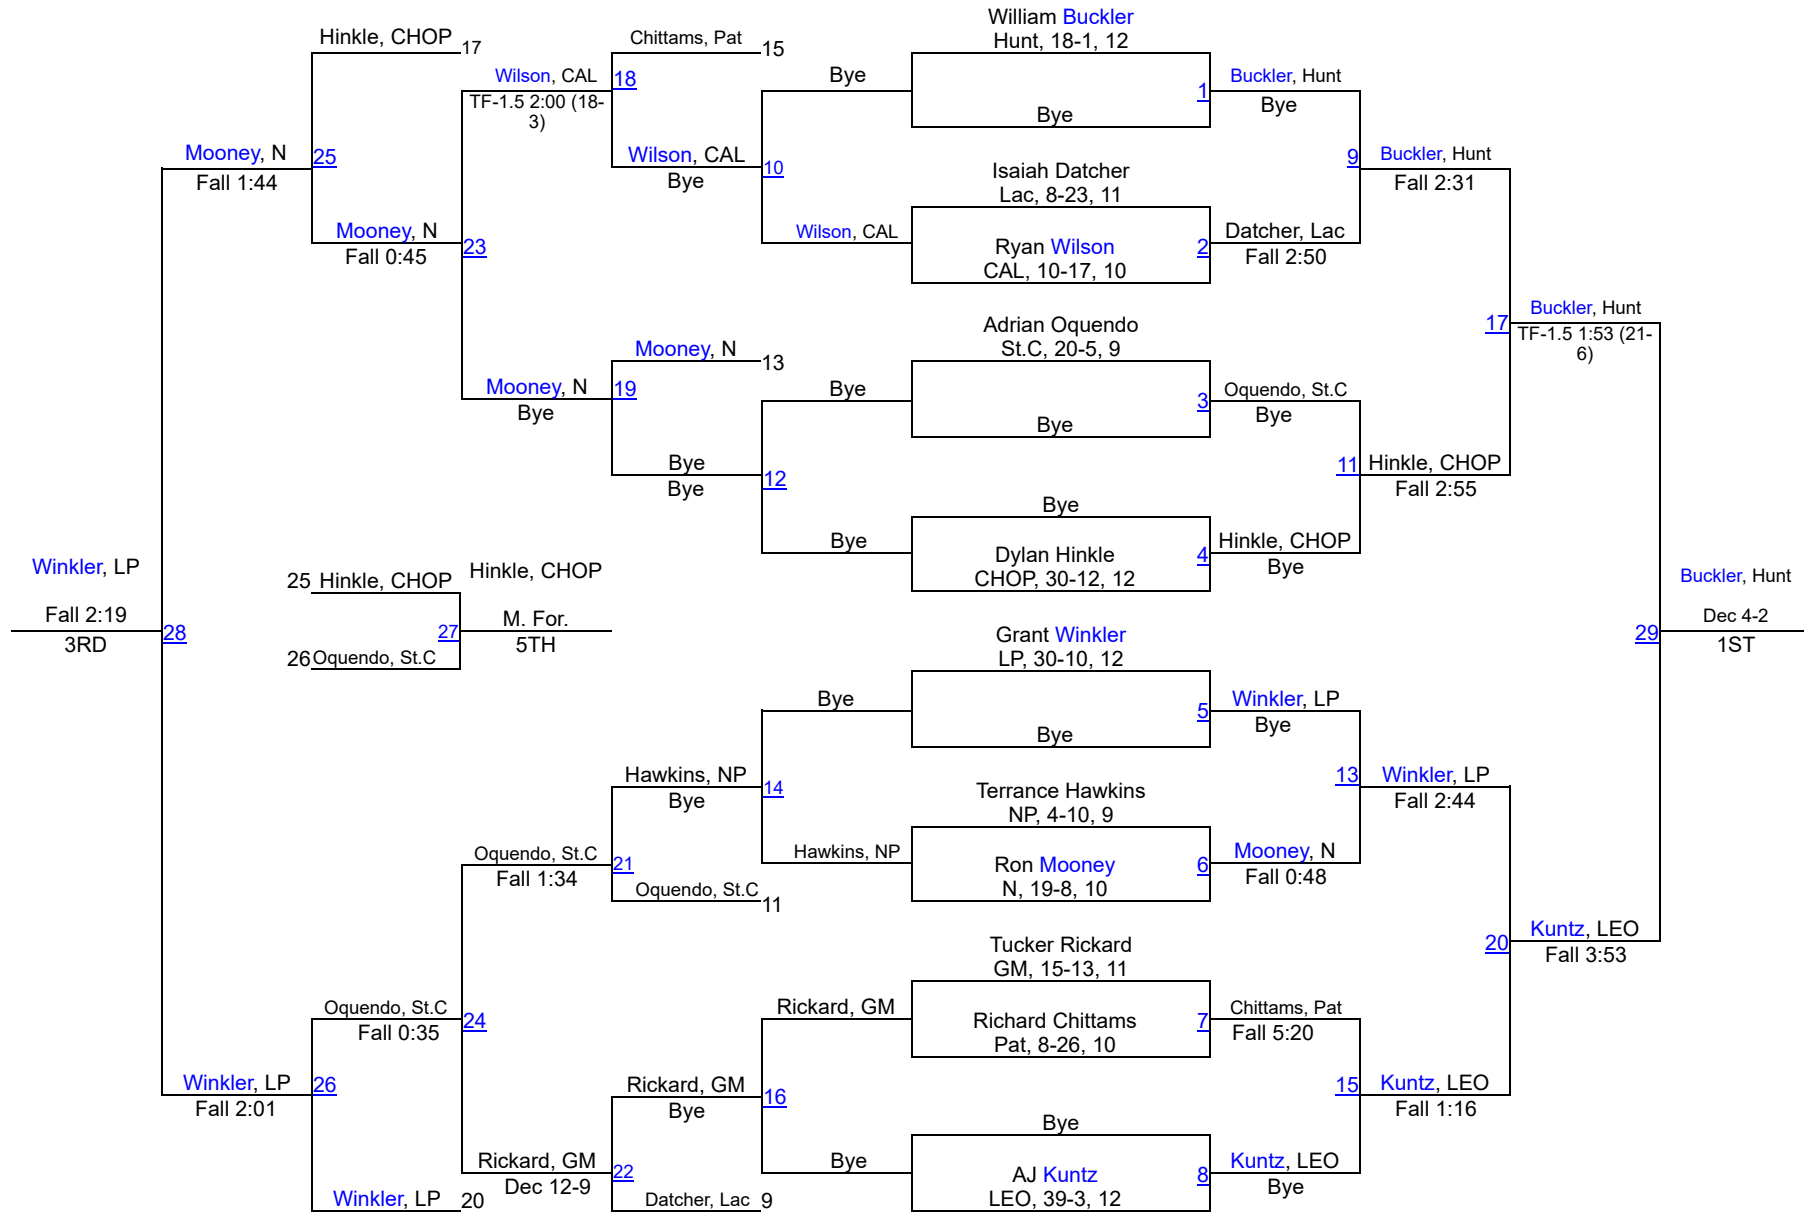 William Buckler
Hunt, 18-1, 12
Hinkle, CHOP
17
Chittams, Pat
15
Wilson, CAL
18
TF-1.5 2:00 (18-
3)
Bye
1
Buckler, Hunt
Bye
Bye
Mooney, N
25
Fall 1:44
Wilson, CAL
10
Bye
9
Buckler, Hunt
Fall 2:31
Isaiah Datcher
Lac, 8-23, 11
Mooney, N
23
Fall 0:45
Wilson, CAL
Ryan Wilson
CAL, 10-17, 10
2
Datcher, Lac
Fall 2:50
17
Buckler, Hunt
TF-1.5 1:53 (21-
6)
Adrian Oquendo
St.C, 20-5, 9
Mooney, N
13
Mooney, N
19
Bye
Bye
3
Oquendo, St.C
Bye
Bye
Bye
12
Bye
11
Hinkle, CHOP
Fall 2:55
Bye
Bye
Dylan Hinkle
CHOP, 30-12, 12
4
Hinkle, CHOP
Bye
Winkler, LP
Fall 2:19
3RD
28
25
Hinkle, CHOP
Hinkle, CHOP
27
M. For.
5TH
26
Oquendo, St.C
Buckler, Hunt
29
Dec 4-2
1ST
Grant Winkler
LP, 30-10, 12
Bye
5
Winkler, LP
Bye
Bye
Hawkins, NP
14
Bye
13
Winkler, LP
Fall 2:44
Terrance Hawkins
NP, 4-10, 9
Oquendo, St.C
21
Fall 1:34
Hawkins, NP
Ron Mooney
N, 19-8, 10
6
Mooney, N
Fall 0:48
Oquendo, St.C
11
20
Kuntz, LEO
Fall 3:53
Tucker Rickard
GM, 15-13, 11
Oquendo, St.C
24
Fall 0:35
Rickard, GM
Richard Chittams
Pat, 8-26, 10
7
Chittams, Pat
Fall 5:20
Winkler, LP
26
Fall 2:01
Rickard, GM
16
Bye
15
Kuntz, LEO
Fall 1:16
Bye
Rickard, GM
22
Dec 12-9
Bye
AJ Kuntz
LEO, 39-3, 12
8
Kuntz, LEO
Bye
Winkler, LP
20
Datcher, Lac
9